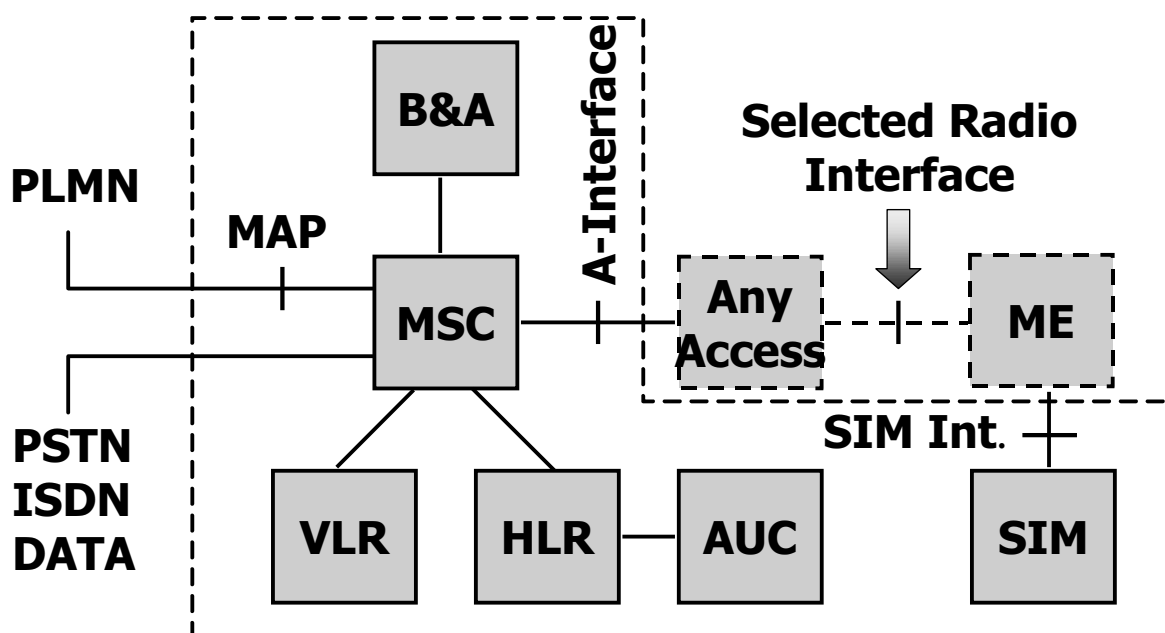 B&A
A-Interface
Selected Radio
Interface
PLMN
MAP
MSC
Any
Access
ME
SIM Int.
PSTN
ISDN
DATA
VLR
HLR
AUC
SIM